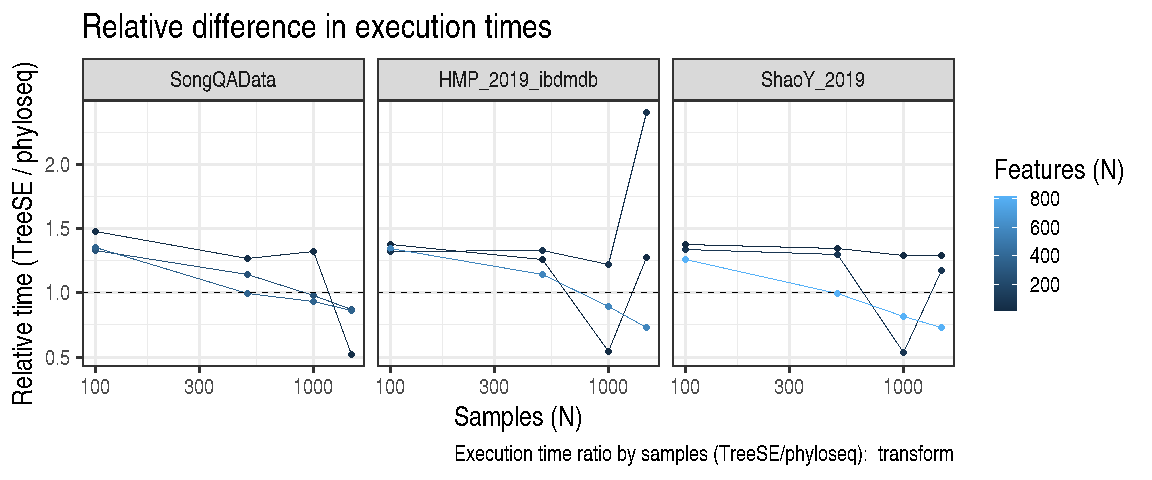 Relative difference in execution times
SongQAData
HMP_2019_ibdmdb
ShaoY_2019
Relative time (TreeSE / phyloseq)
2.0
1.5
1.0
0.5
100
300
1000
100
300
1000
100
300
1000
Samples (N)
Execution time ratio by samples (TreeSE/phyloseq): transform
Features (N)
800
600
400
200